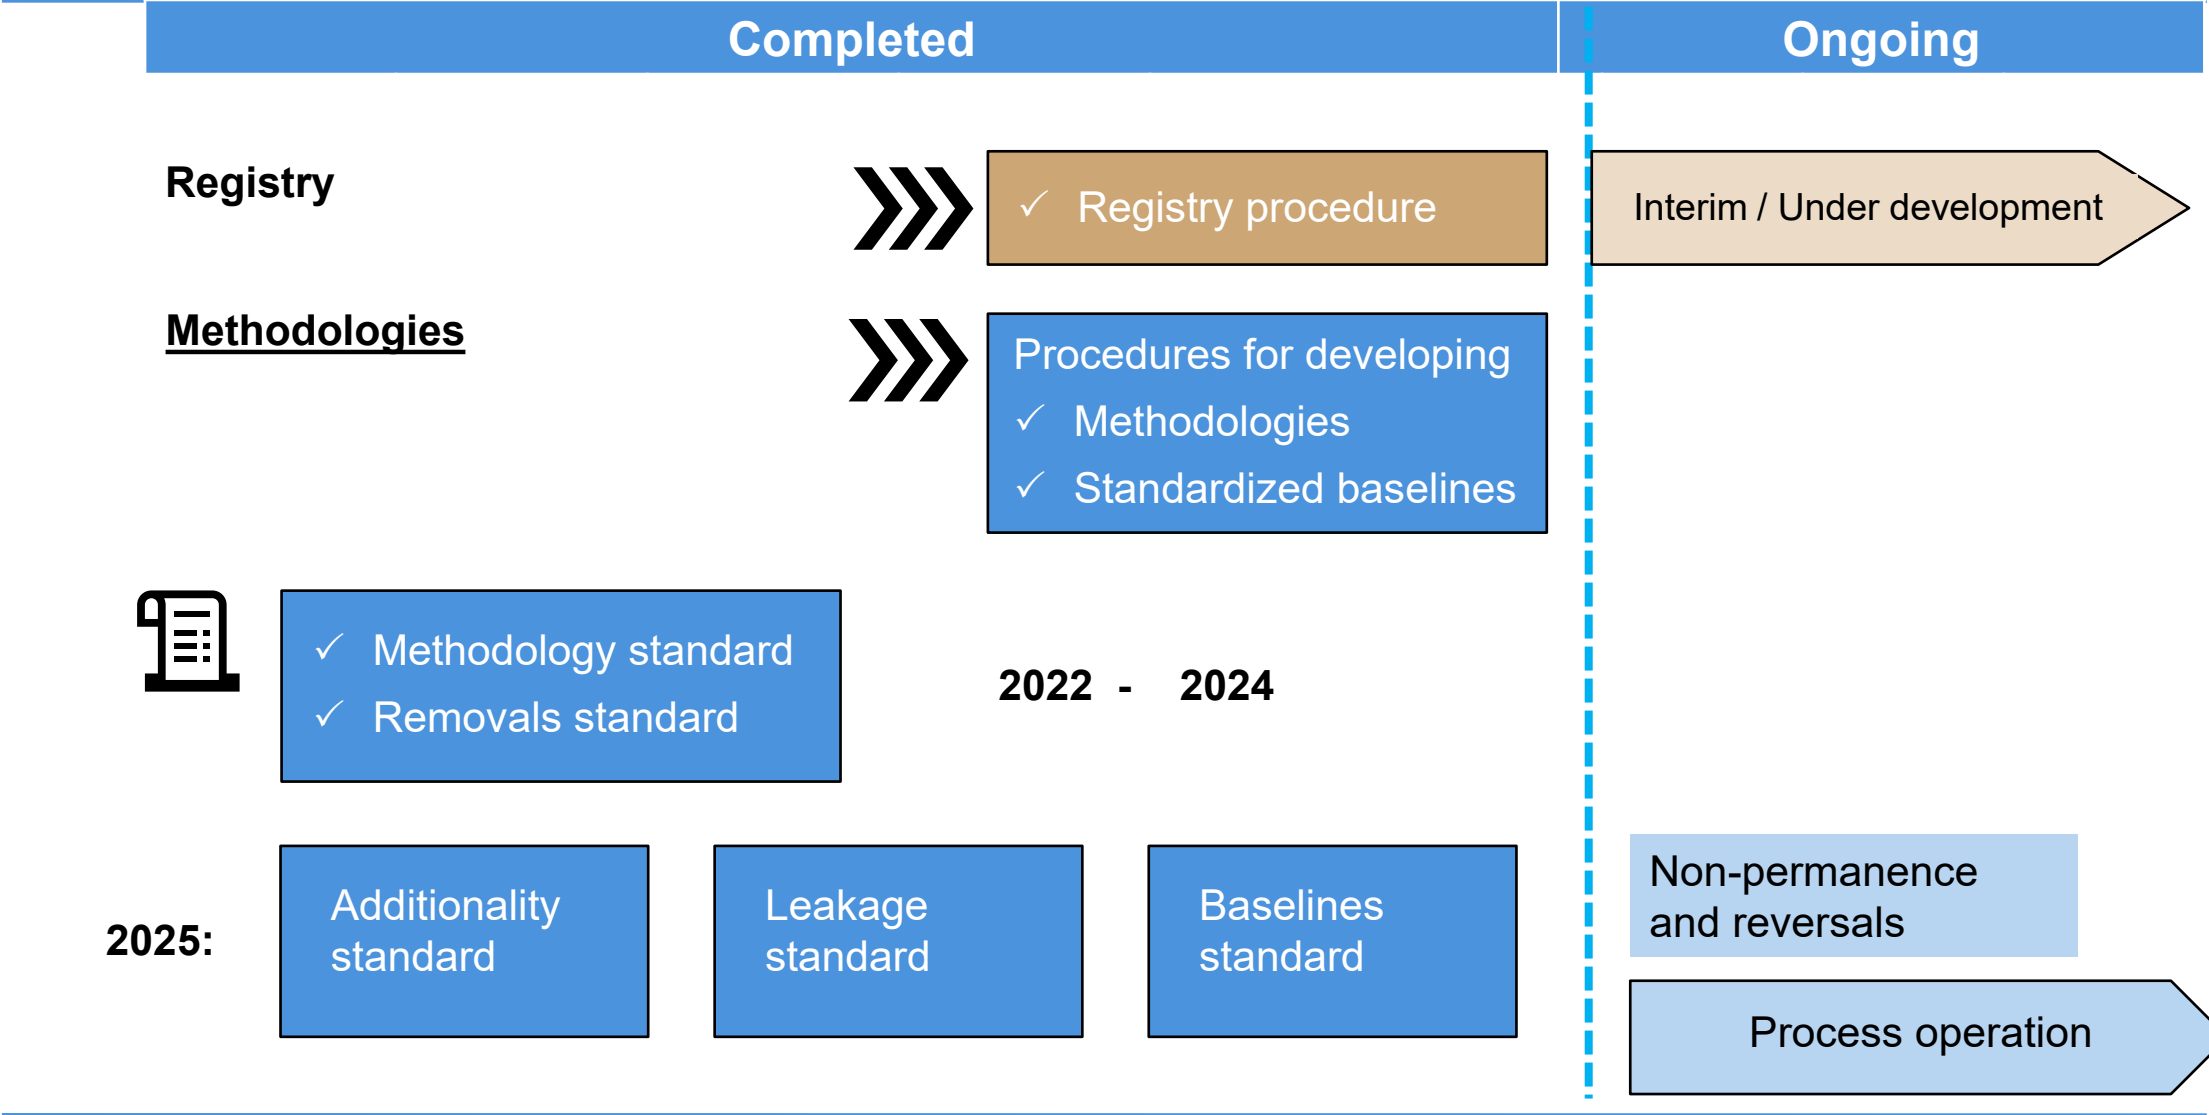 Completed
Ongoing
Registry
✓ Registry procedure
Interim / Under development
Methodologies
Procedures for developing
✓ Methodologies
✓ Standardized baselines
✓ Methodology standard
✓ Removals standard
2022 - 2024
2025:
Additionality
standard
Leakage
standard
Baselines
standard
Non-permanence
and reversals
Process operation